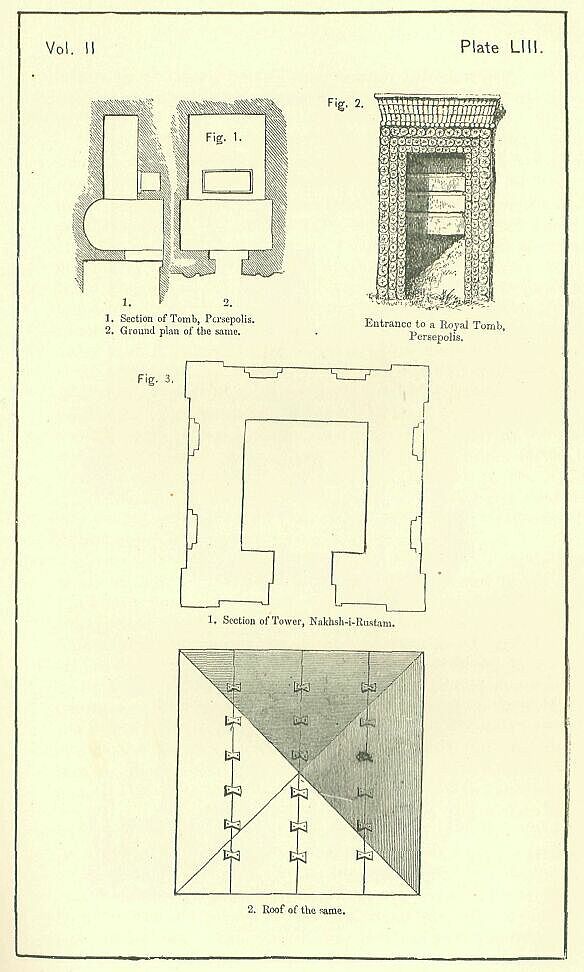 Vol. II
Plate LIII.
Fig. 1.
Fig. 2.
1.
2.
1. Section of Tomb, Persepolis.
2. Ground plan of the same.
Entrance to a Royal Tomb,
Persepolis.
Fig. 3.
1. Section of Tower, Nakhsh-i-Rustam.
2. Roof of the same.